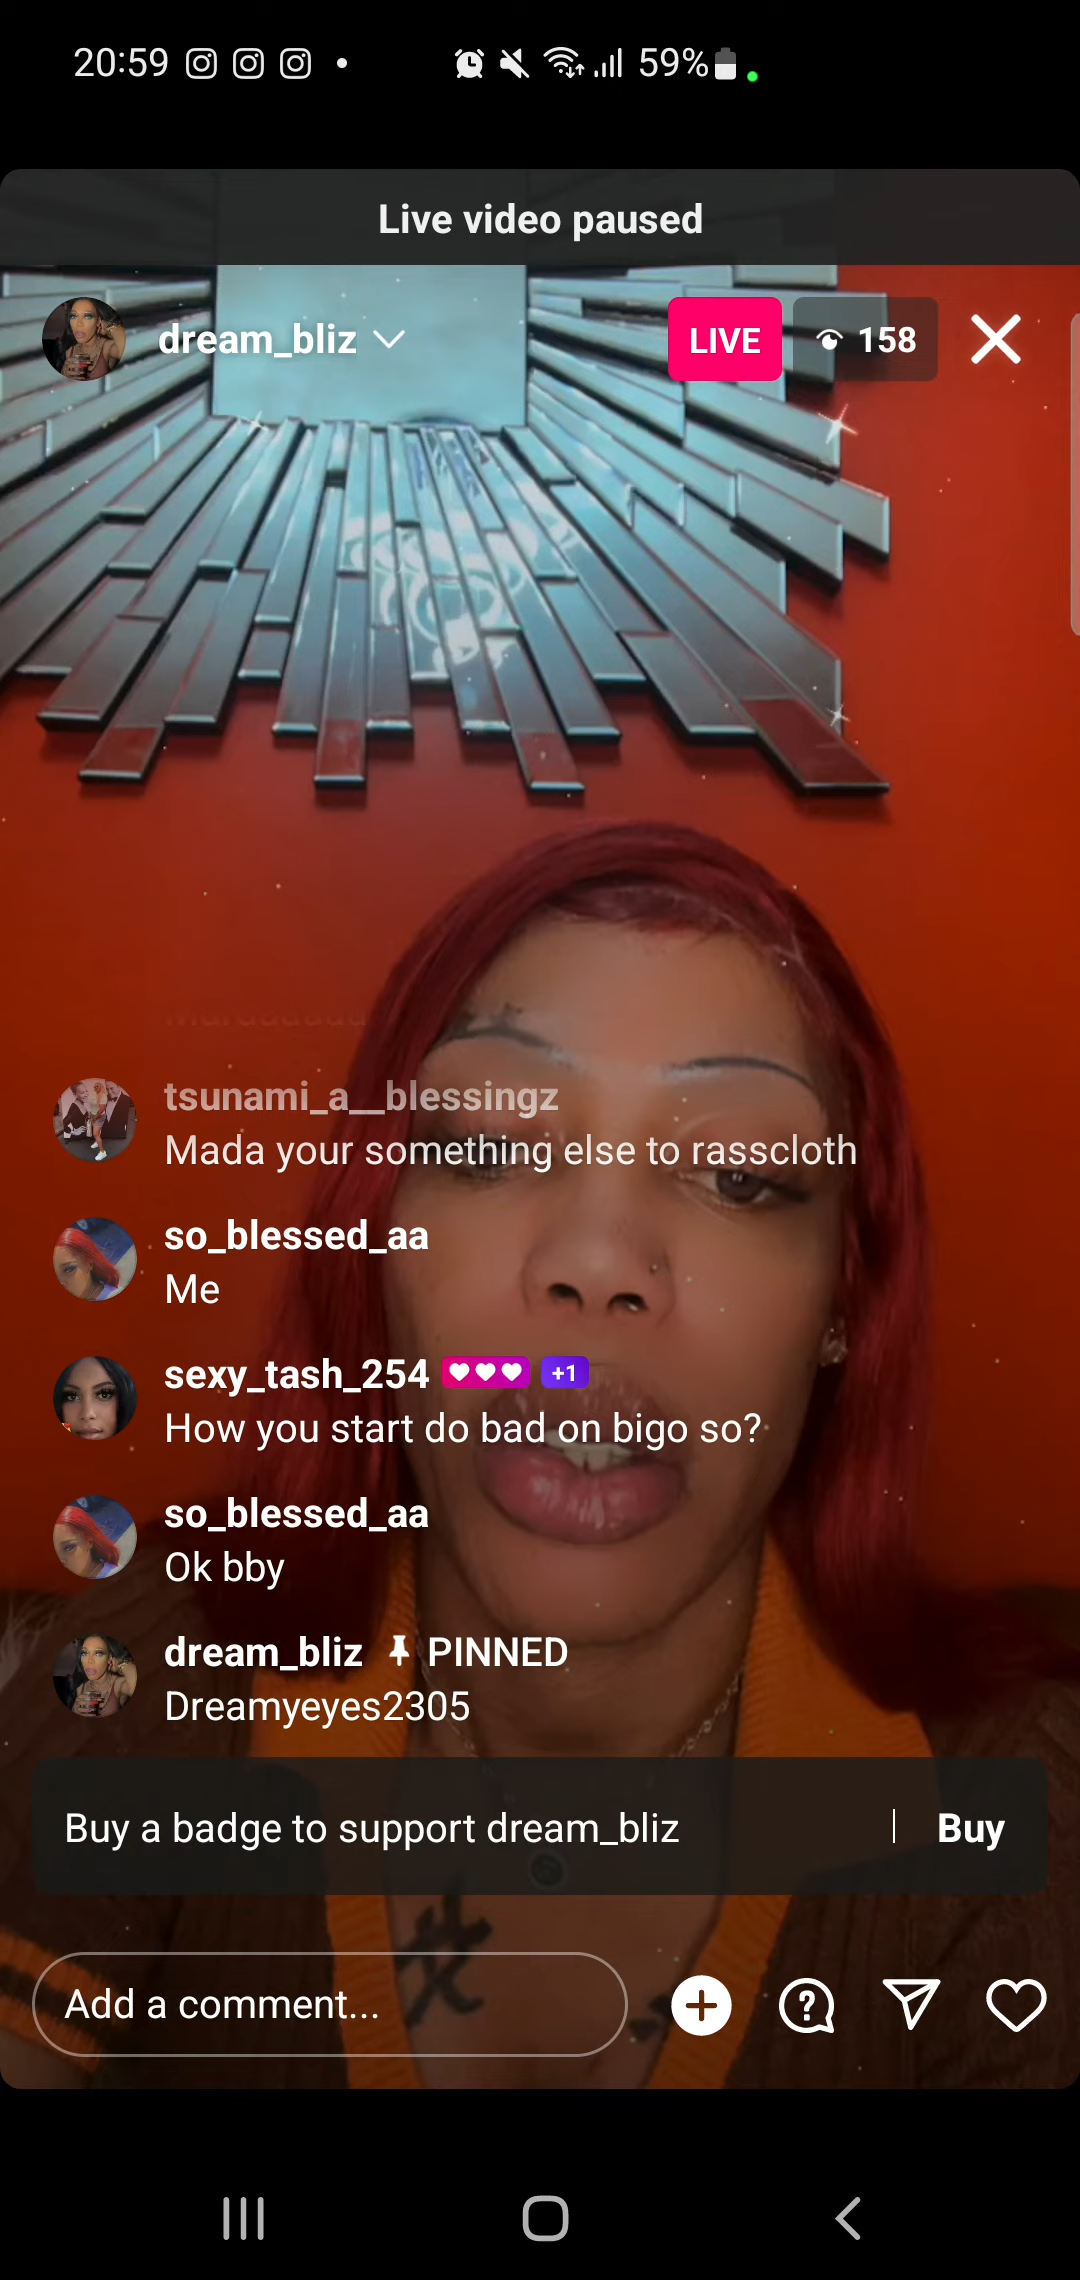 20:59 59%
Live video paused
dream_bliz LIVE 158
tsunami_a__blessingz
Mada your something else to rasscloth
so_blessed_aa
Me
sexy_tash_254 +1
How you start do bad on bigo so?
so_blessed_aa
Ok bby
dream_bliz PINNED
Dreamyeyes2305
Buy a badge to support dream_bliz Buy
Add a comment...